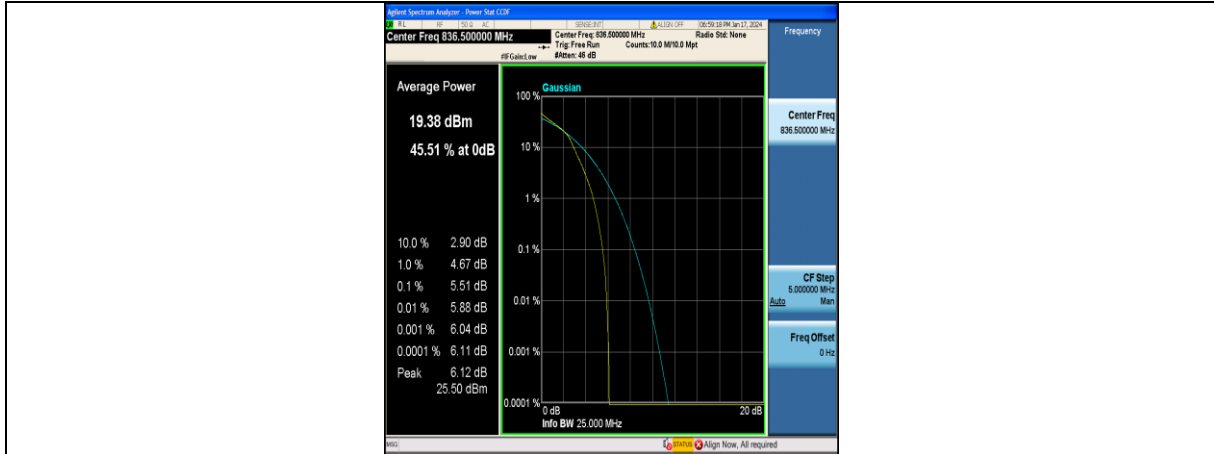 Agilent Spectrum Analyzer - Power Stat CCDF
RL RF 50 Ω AC SENSE:INT ALIGN OFF 06:59:18 PM Jan 17, 2024
Center Freq 836.500000 MHz
Center Freq: 836.500000 MHz Radio Std: None
Trig: Free Run Counts:10.0 M/10.0 Mpt
#IFGain:Low #Atten: 46 dB
Frequency
Average Power
19.38 dBm
45.51 % at 0dB
10.0 % 2.90 dB
1.0 % 4.67 dB
0.1 % 5.51 dB
0.01 % 5.88 dB
0.001 % 6.04 dB
0.0001 % 6.11 dB
Peak 6.12 dB
25.50 dBm
Gaussian
100 %
10 %
1 %
0.1 %
0.01 %
0.001 %
0.0001 %
0 dB 20 dB
Info BW 25.000 MHz
Center Freq
836.500000 MHz
CF Step
5.000000 MHz
Auto Man
Freq Offset
0 Hz
MSG STATUS Align Now, All required